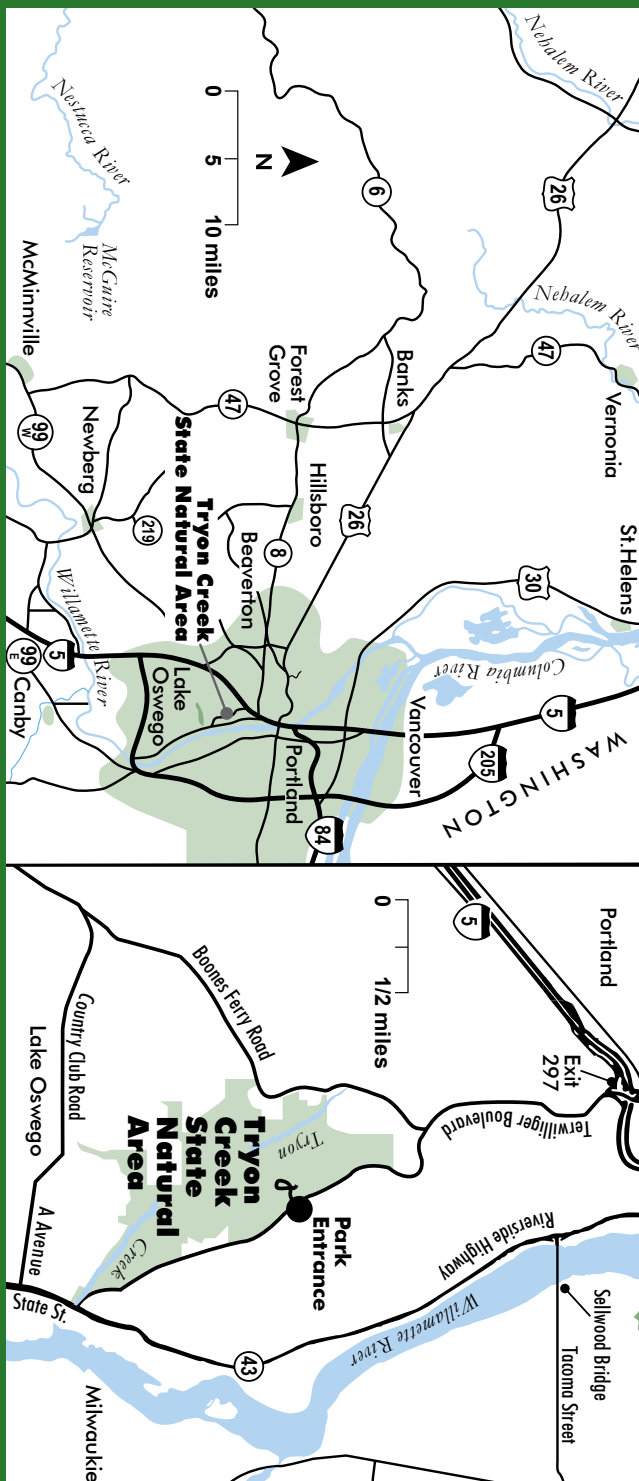 Nehalem River
26
Nehalem River
47
Vernonia
St.Helens
30
Columbia River
5
WASHINGTON
205
Vancouver
6
Banks
47
Forest
Grove
Hillsboro
26
8
Beaverton
Portland
84
0
5
10 miles
N
Tryon Creek
State Natural Area
Lake
Oswego
Nestucca River
McGuire
Reservoir
McMinnville
99
W
Newberg
219
Willamette River
5
99
E
Canby
Portland
5
Exit
297
0
1/2 miles
Terwilliger Boulevard
Boones Ferry Road
Riverside Highway
Sellwood Bridge
Tacoma Street
Willamette River
Park
Entrance
Tryon
Creek
State
Natural
Area
Tryon
Creek
Country Club Road
Lake Oswego
A Avenue
State St.
43
Milwaukie